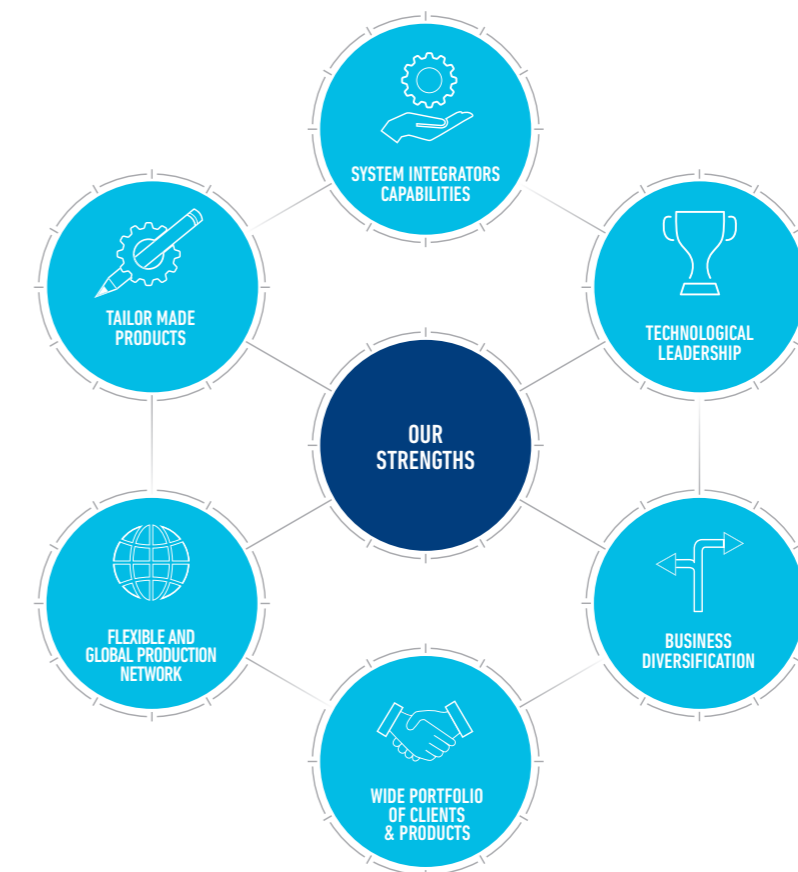 SYSTEM INTEGRATORS
CAPABILITIES
TAILOR MADE
PRODUCTS
TECHNOLOGICAL
LEADERSHIP
OUR
STRENGTHS
FLEXIBLE AND
GLOBAL PRODUCTION
NETWORK
BUSINESS
DIVERSIFICATION
WIDE PORTFOLIO
OF CLIENTS
& PRODUCTS